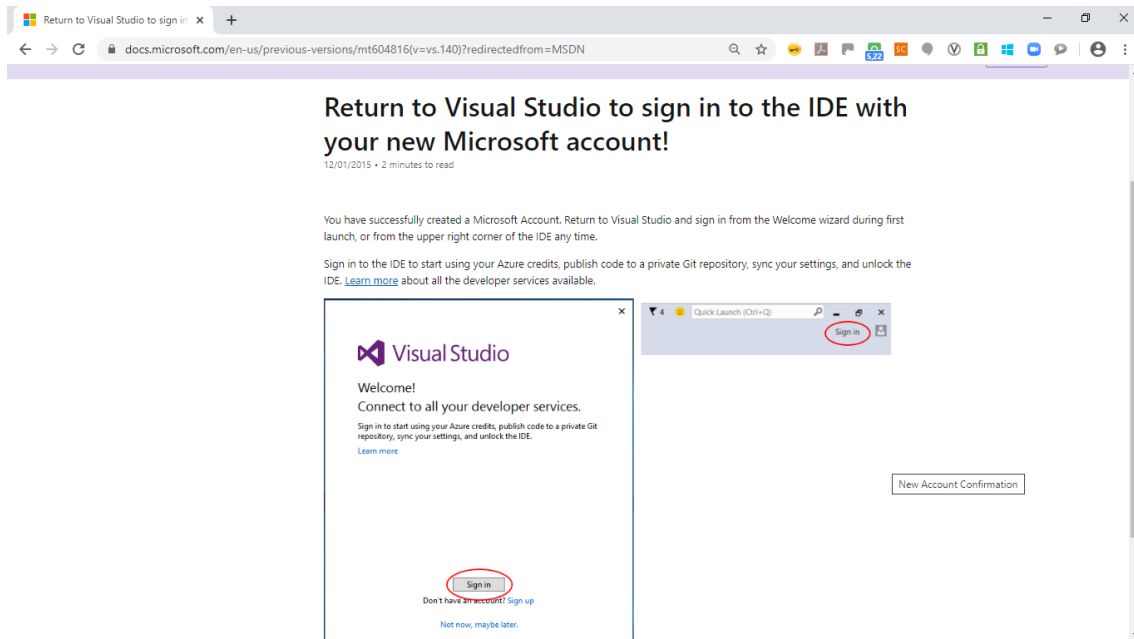 Return to Visual Studio to sign in
docs.microsoft.com/en-us/previous-versions/mt604816(v=vs.140)?redirectedfrom=MSDN
5,22
SC
Return to Visual Studio to sign in to the IDE with
your new Microsoft account!
12/01/2015 • 2 minutes to read
You have successfully created a Microsoft Account. Return to Visual Studio and sign in from the Welcome wizard during first
launch, or from the upper right corner of the IDE any time.
Sign in to the IDE to start using your Azure credits, publish code to a private Git repository, sync your settings, and unlock the
IDE. Learn more about all the developer services available.
4
Quick Launch (Ctrl+Q)
Sign in
Visual Studio
Welcome!
Connect to all your developer services.
Sign in to start using your Azure credits, publish code to a private Git
repository, sync your settings, and unlock the IDE.
Learn more
New Account Confirmation
Sign in
Don't have an account? Sign up
Not now, maybe later.